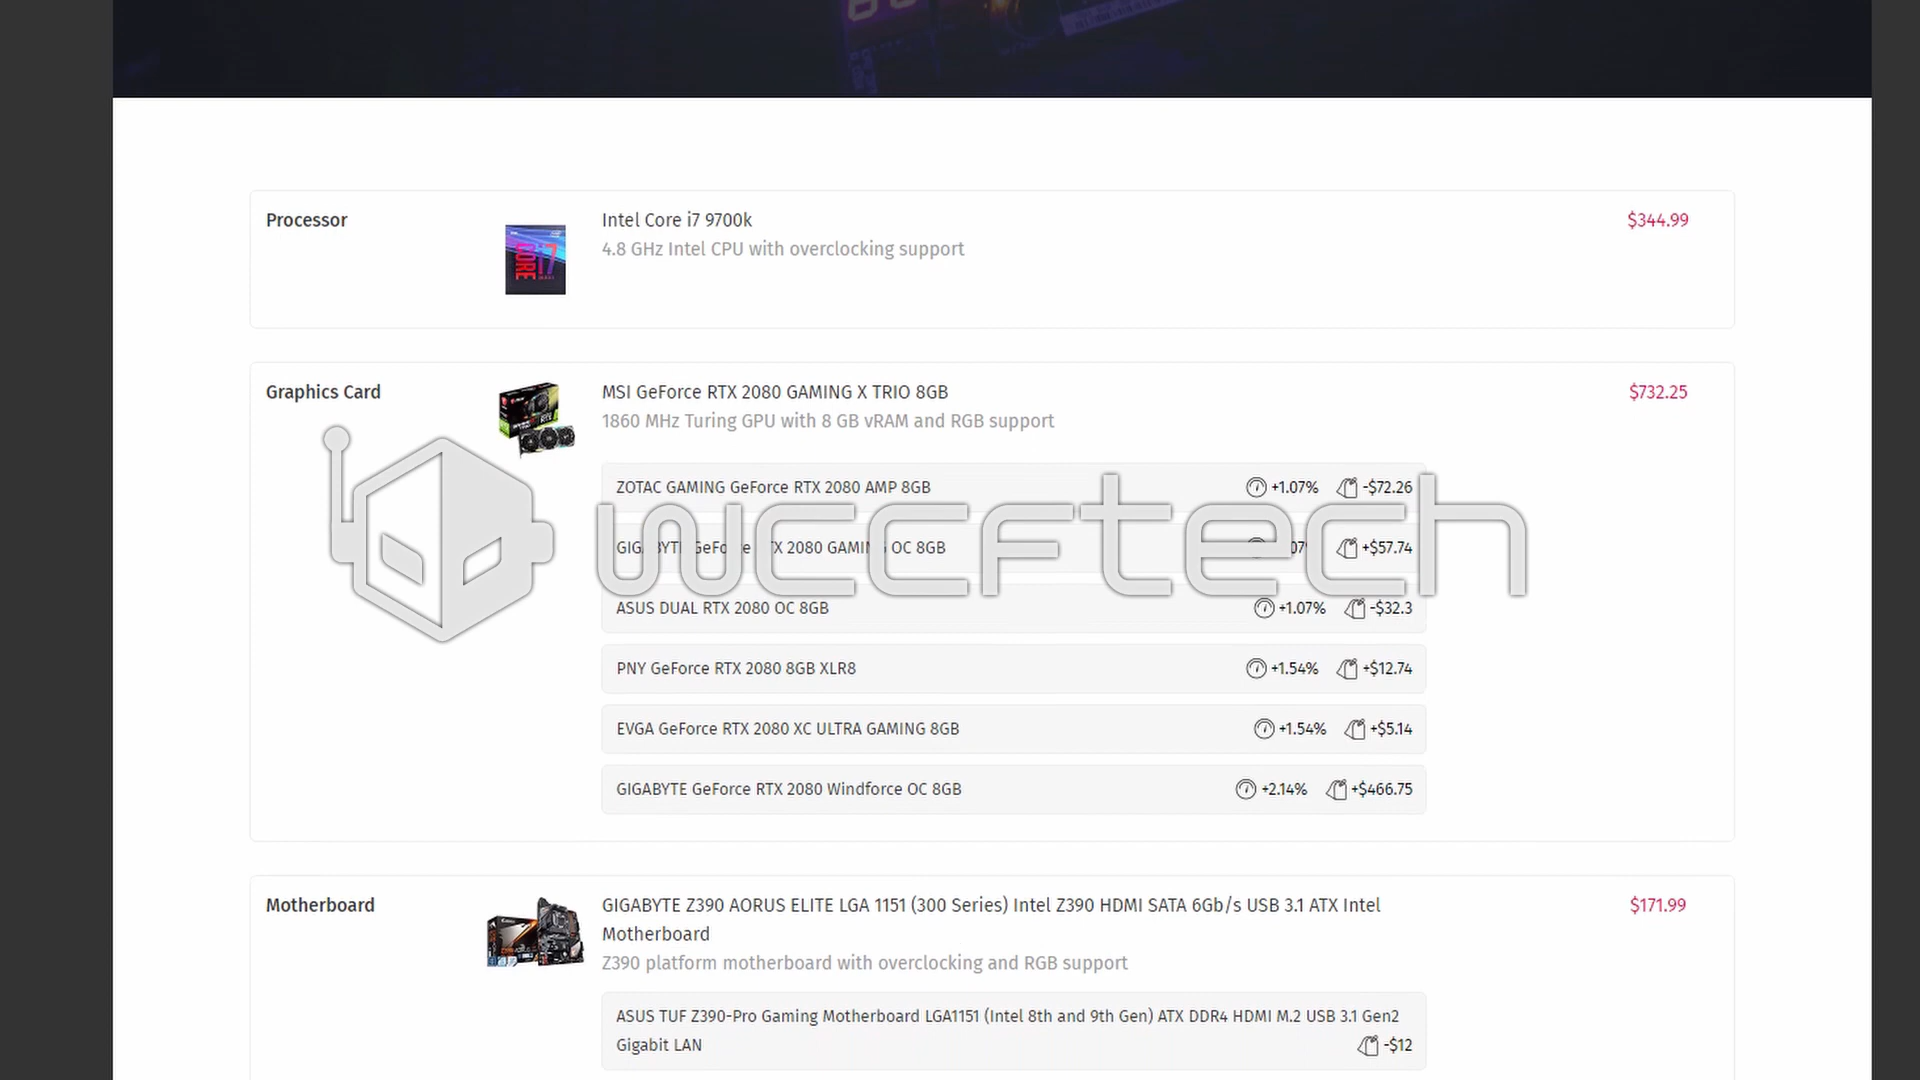 Processor
Intel Core i7 9700k
$344.99
4.8 GHz Intel CPU with overclocking support
CORE i7
Graphics Card
MSI GeForce RTX 2080 GAMING X TRIO 8GB
$732.25
1860 MHz Turing GPU with 8 GB vRAM and RGB support
ZOTAC GAMING GeForce RTX 2080 AMP 8GB +1.07% -$72.26
wccftech
2080 OC 8GB +$57.74
ASUS DUAL RTX 2080 OC 8GB +1.07% -$32.3
PNY GeForce RTX 2080 8GB XLR8 +1.54% +$12.74
EVGA GeForce RTX 2080 XC ULTRA GAMING 8GB +1.54% +$5.14
GIGABYTE GeForce RTX 2080 Windforce OC 8GB +2.14% +$466.75
Motherboard
GIGABYTE Z390 AORUS ELITE LGA 1151 (300 Series) Intel Z390 HDMI SATA 6Gb/s USB 3.1 ATX Intel
$171.99
Motherboard
Z390 platform motherboard with overclocking and RGB support
ASUS TUF Z390-Pro Gaming Motherboard LGA1151 (Intel 8th and 9th Gen) ATX DDR4 HDMI M.2 USB 3.1 Gen2
Gigabit LAN -$12